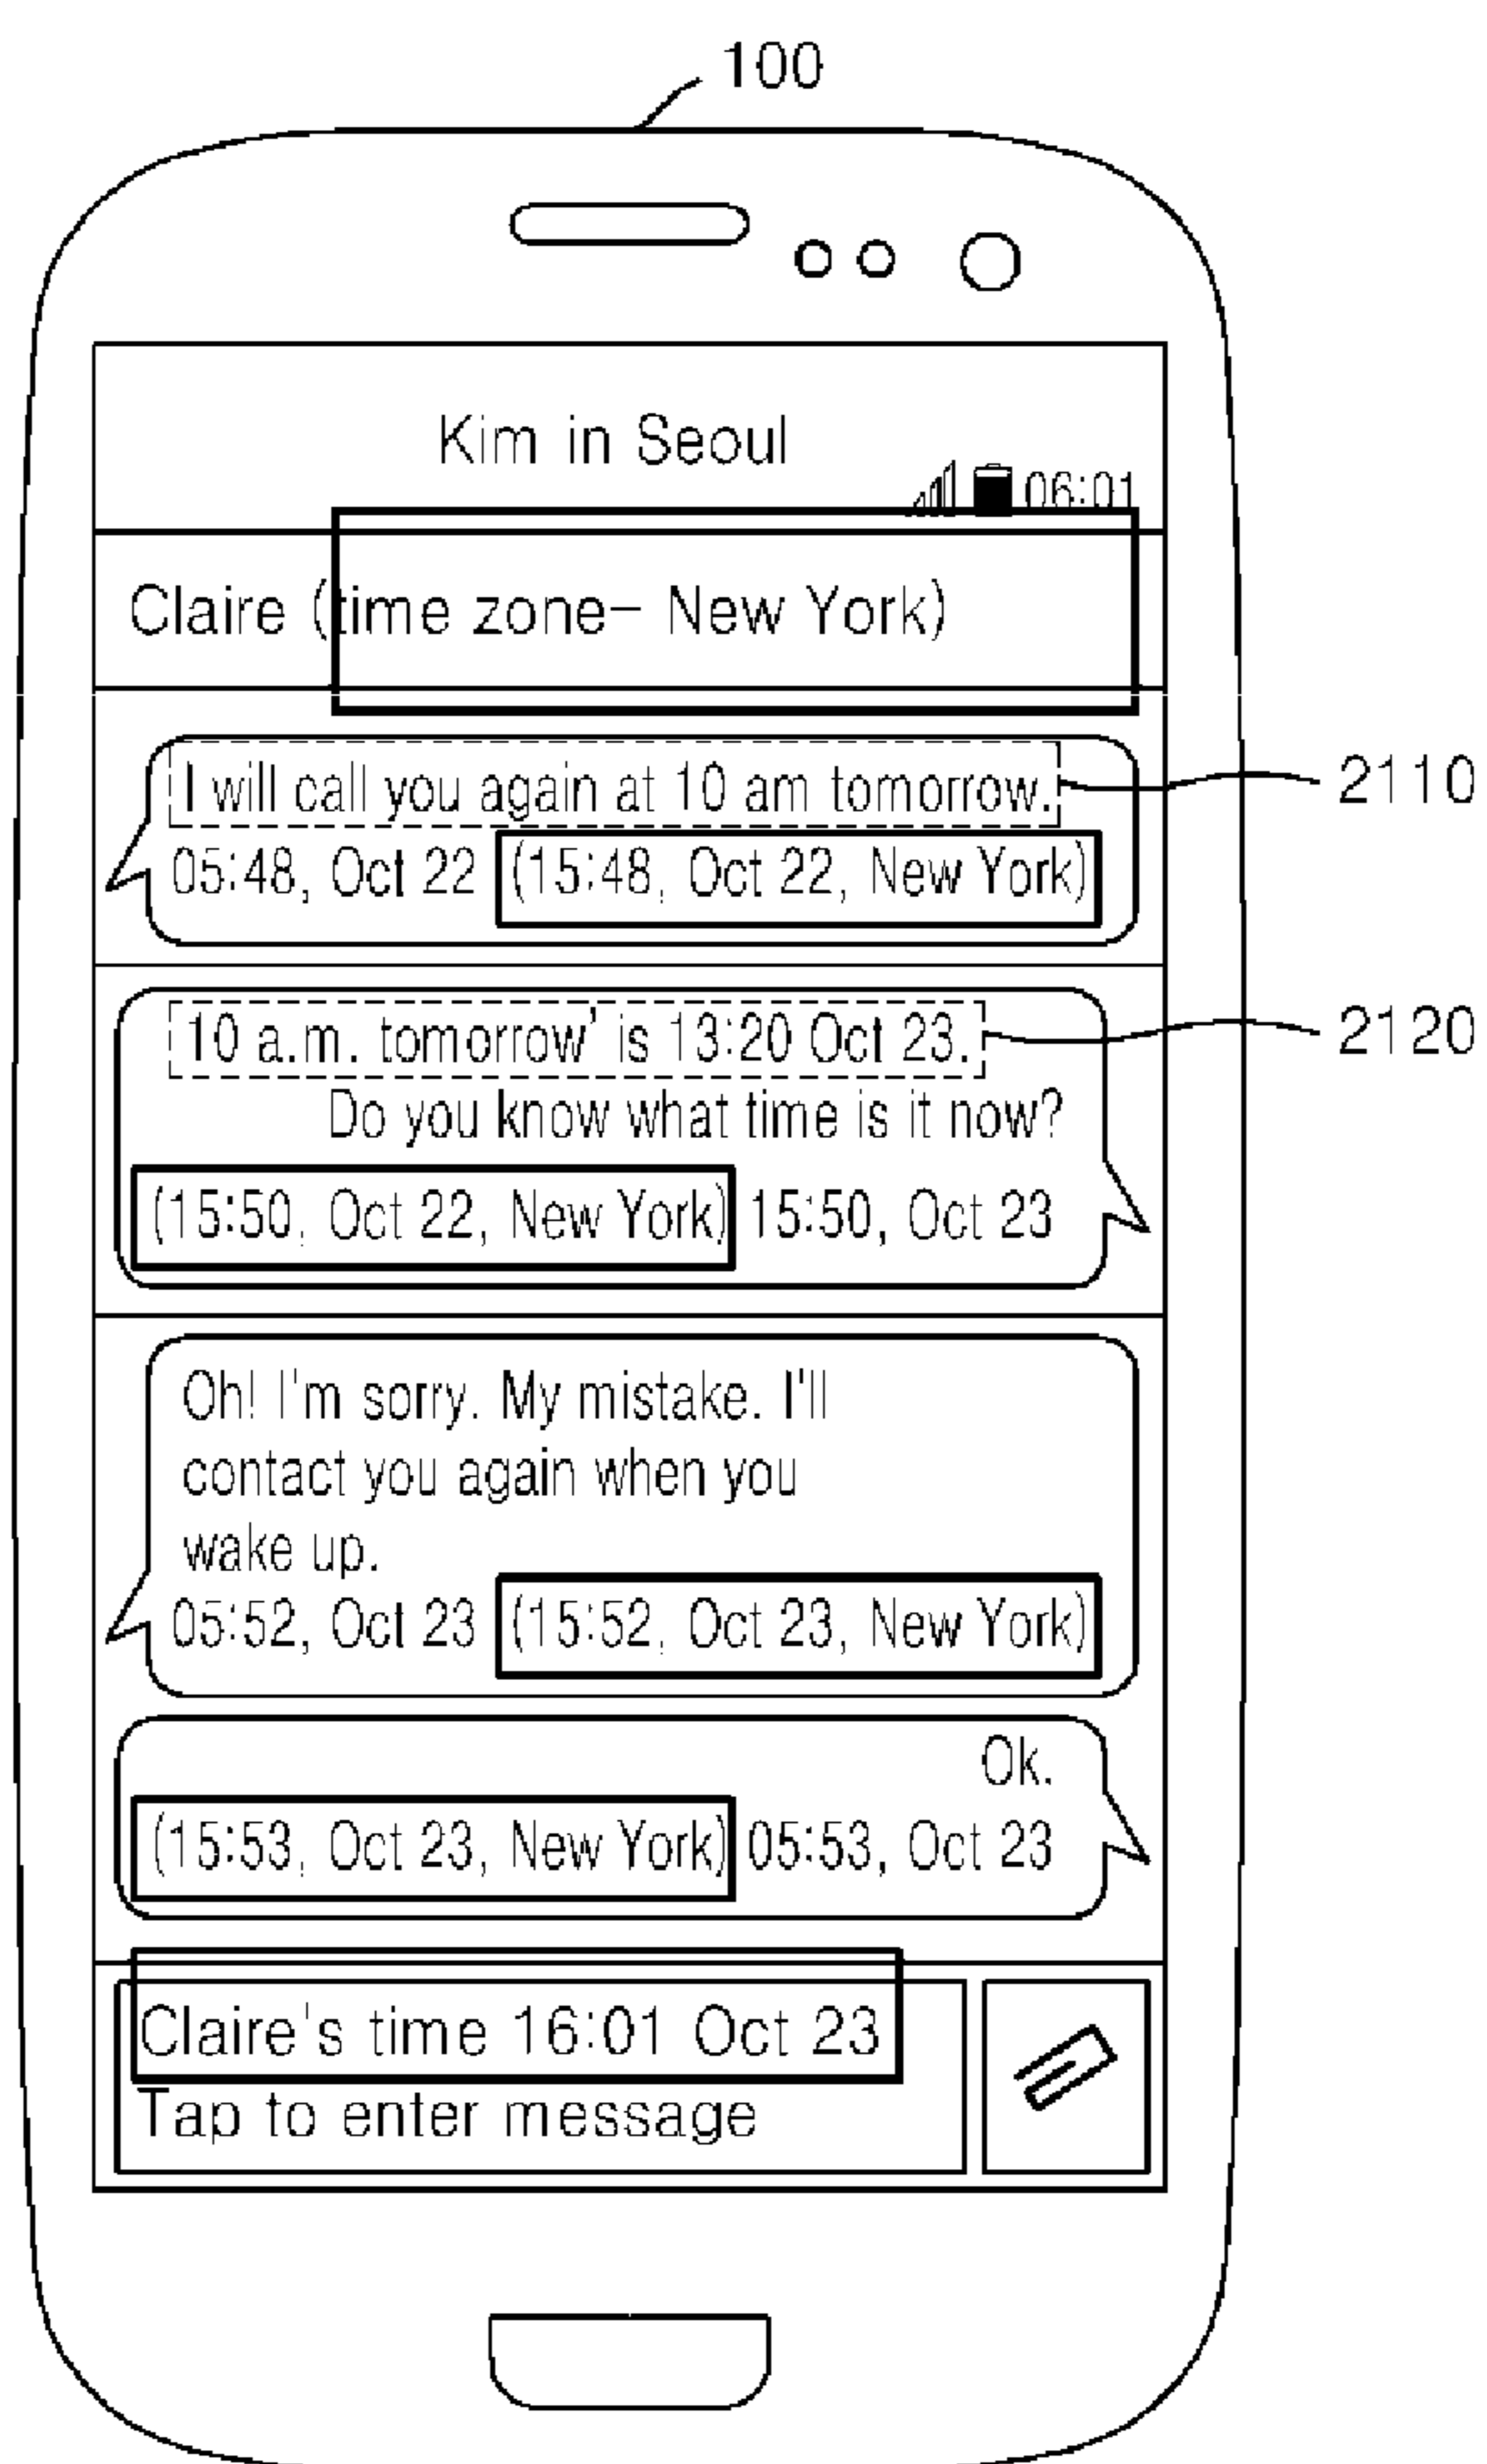 100
Kim in Seoul
06:01
Claire (time zone- New York)
I will call you again at 10 am tomorrow.
2110
05:48, Oct 22 (15:48, Oct 22, New York)
10 a.m. tomorrow' is 13:20 Oct 23.
2120
Do you know what time is it now?
(15:50, Oct 22, New York) 15:50, Oct 23
Oh! I'm sorry. My mistake. I'll
contact you again when you
wake up.
05:52, Oct 23 (15:52, Oct 23, New York)
Ok.
(15:53, Oct 23, New York) 05:53, Oct 23
Claire's time 16:01 Oct 23
Tap to enter message